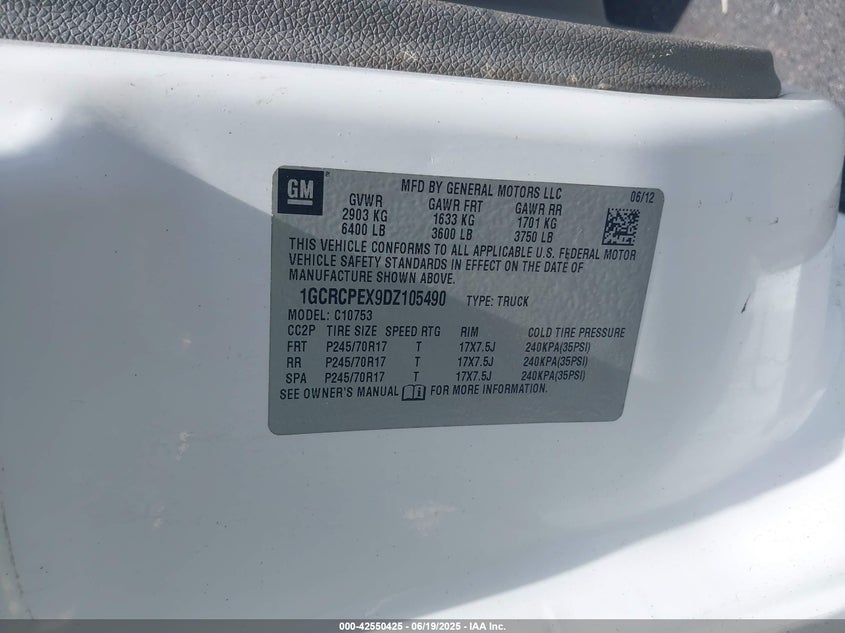 GM
MFD BY GENERAL MOTORS LLC 06/12
GVWR GAWR FRT GAWR RR
2903 KG 1633 KG 1701 KG
6400 LB 3600 LB 3750 LB
THIS VEHICLE CONFORMS TO ALL APPLICABLE U.S. FEDERAL MOTOR
VEHICLE SAFETY STANDARDS IN EFFECT ON THE DATE OF
MANUFACTURE SHOWN ABOVE.
1GCRCPEX9DZ105490 TYPE: TRUCK
MODEL: C10753
CC2P TIRE SIZE SPEED RTG RIM COLD TIRE PRESSURE
FRT P245/70R17 T 17X7.5J 240KPA(35PSI)
RR P245/70R17 T 17X7.5J 240KPA(35PSI)
SPA P245/70R17 T 17X7.5J 240KPA(35PSI)
SEE OWNER'S MANUAL FOR MORE INFORMATION.
000-42550425 - 06/19/2025 - IAA Inc.